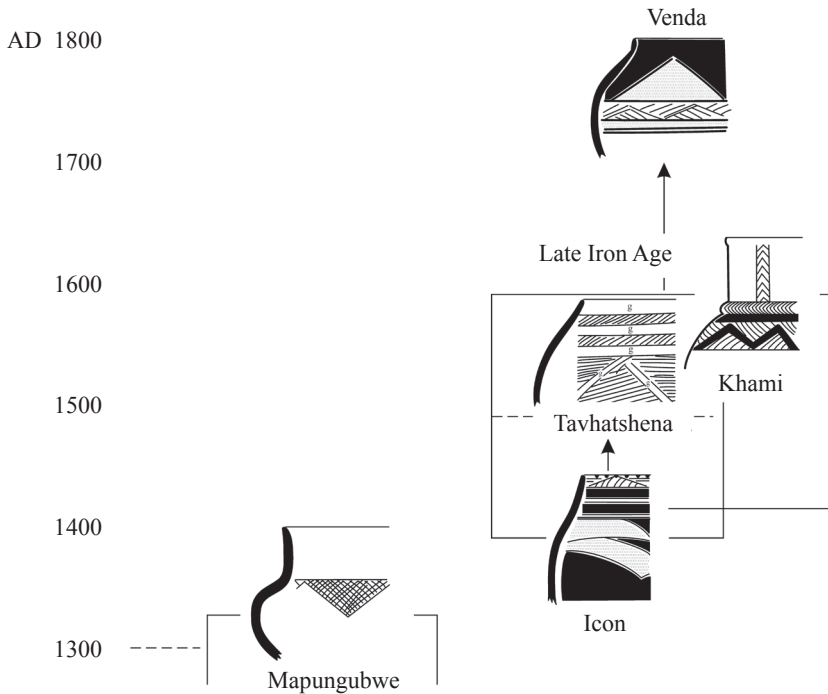 Venda
AD 1800
1700
Late Iron Age
1600
g
g
g
g
g
Khami
1500
Tavhatshena
1400
Icon
1300
Mapungubwe